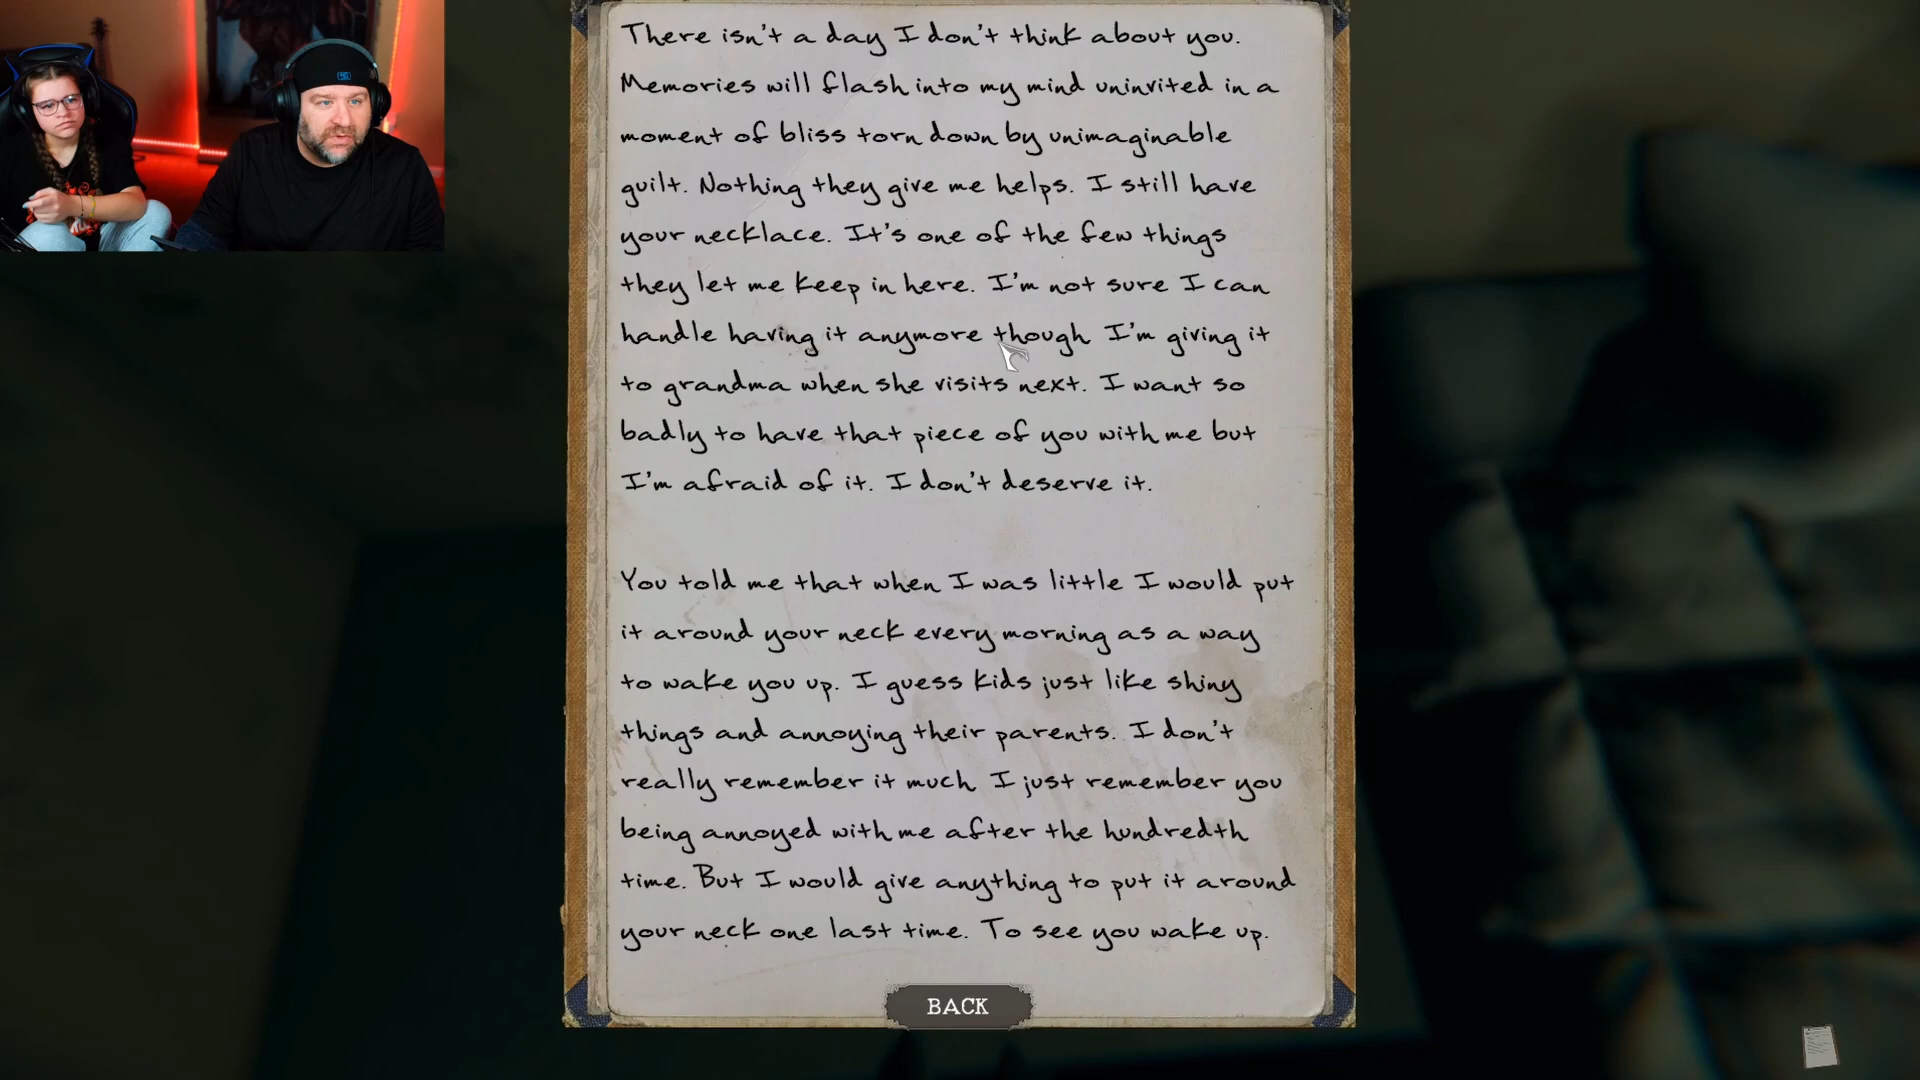 There isn't a day I don't think about you.
Memories will flash into my mind uninvited in a
moment of bliss torn down by unimaginable
guilt. Nothing they give me helps. I still have
your necklace. It's one of the few things
they let me keep in here. I'm not sure I can
handle having it anymore though I'm giving it
to grandma when she visits next. I want so
badly to have that piece of you with me but
I'm afraid of it. I don't deserve it.
You told me that when I was little I would put
it around your neck every morning as a way
to wake you up. I guess kids just like shiny
things and annoying their parents. I don't
really remember it much I just remember you
being annoyed with me after the hundredth
time. But I would give anything to put it around
your neck one last time. To see you wake up.
BACK